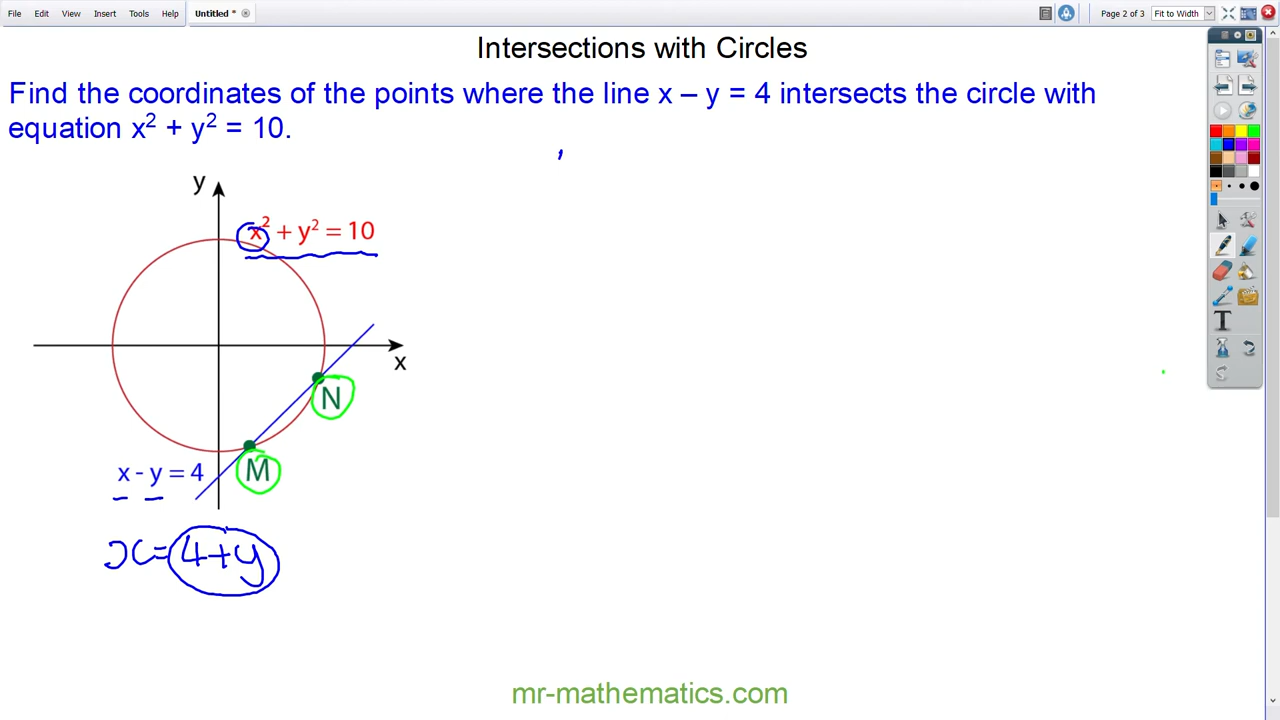 File Edit View Insert Tools Help Untitled * Page 2 of 3 Fit to Width
Intersections with Circles
Find the coordinates of the points where the line x – y = 4 intersects the circle with
equation x² + y² = 10.
y
x² + y² = 10
x
N
M
x - y = 4
x = 4+y
T
mr-mathematics.com